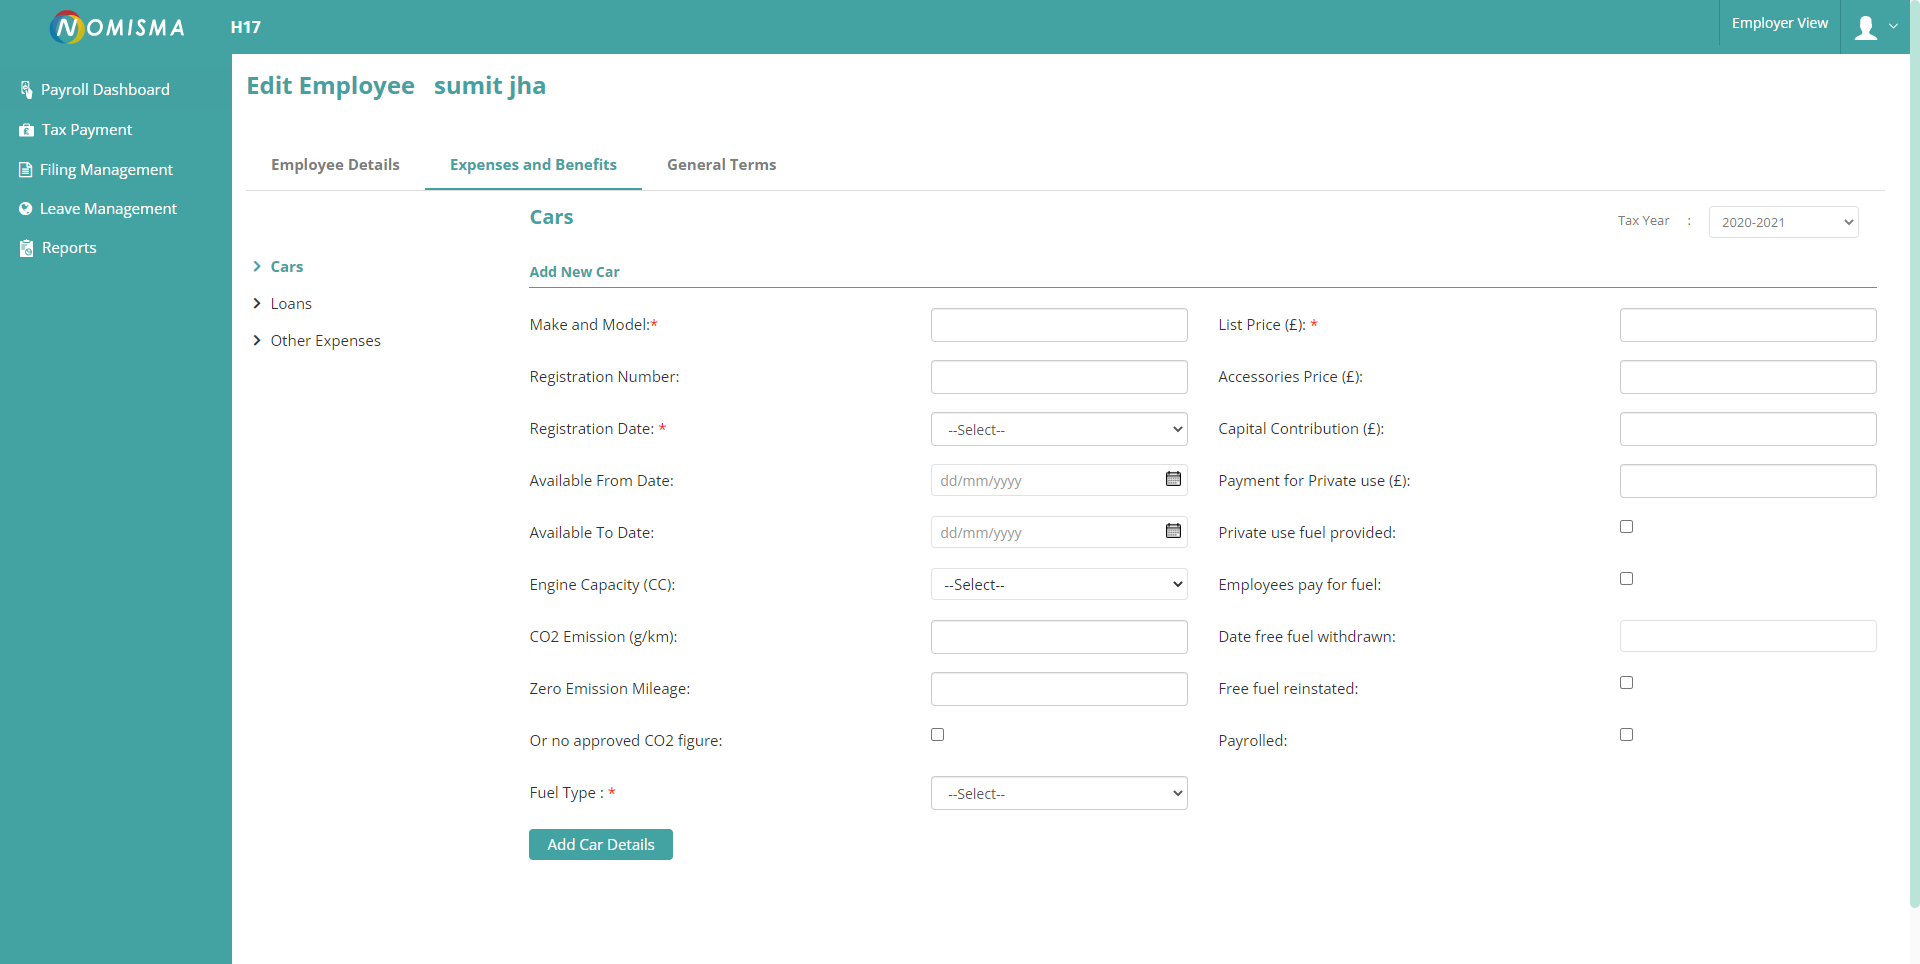 NOMISMA
H17
Employer View
Payroll Dashboard
Tax Payment
Filing Management
Leave Management
Reports
Edit Employee sumit jha
Employee Details
Expenses and Benefits
General Terms
Cars
Loans
Other Expenses
Cars
Tax Year : 2020-2021
Add New Car
Make and Model:*
List Price (£): *
Registration Number:
Accessories Price (£):
Registration Date: * --Select--
Capital Contribution (£):
Available From Date: dd/mm/yyyy
Payment for Private use (£):
Available To Date: dd/mm/yyyy
Private use fuel provided:
Engine Capacity (CC): --Select--
Employees pay for fuel:
CO2 Emission (g/km):
Date free fuel withdrawn:
Zero Emission Mileage:
Free fuel reinstated:
Or no approved CO2 figure:
Payrolled:
Fuel Type : * --Select--
Add Car Details